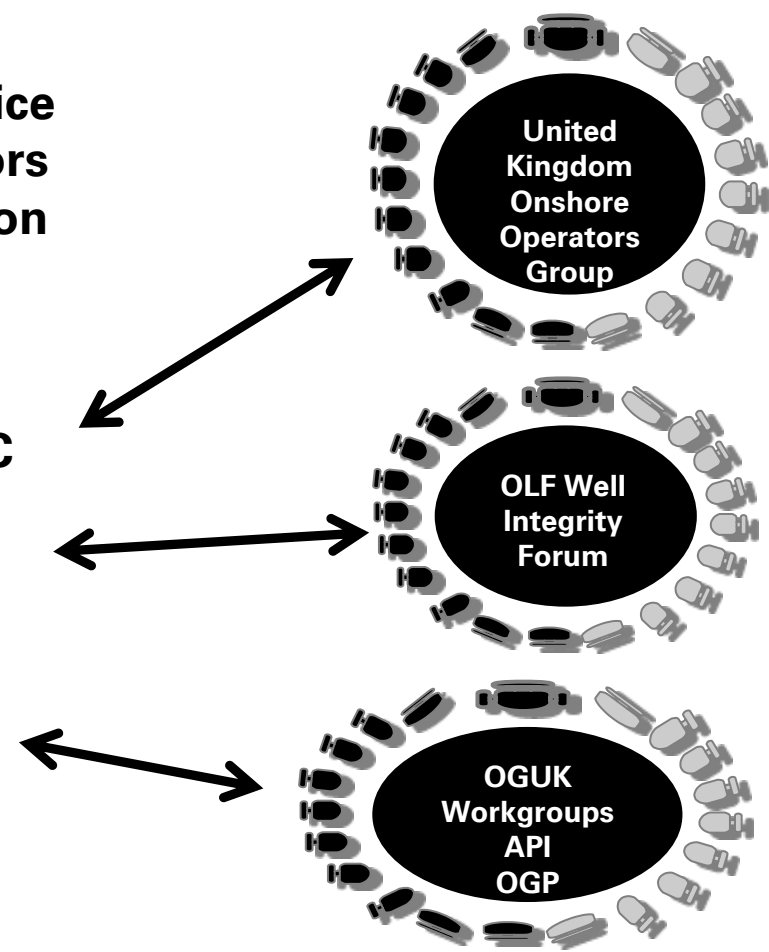 United
Kingdom
Onshore
Operators
Group
OLF Well
Integrity
Forum
OGUK
Workgroups
API
OGP